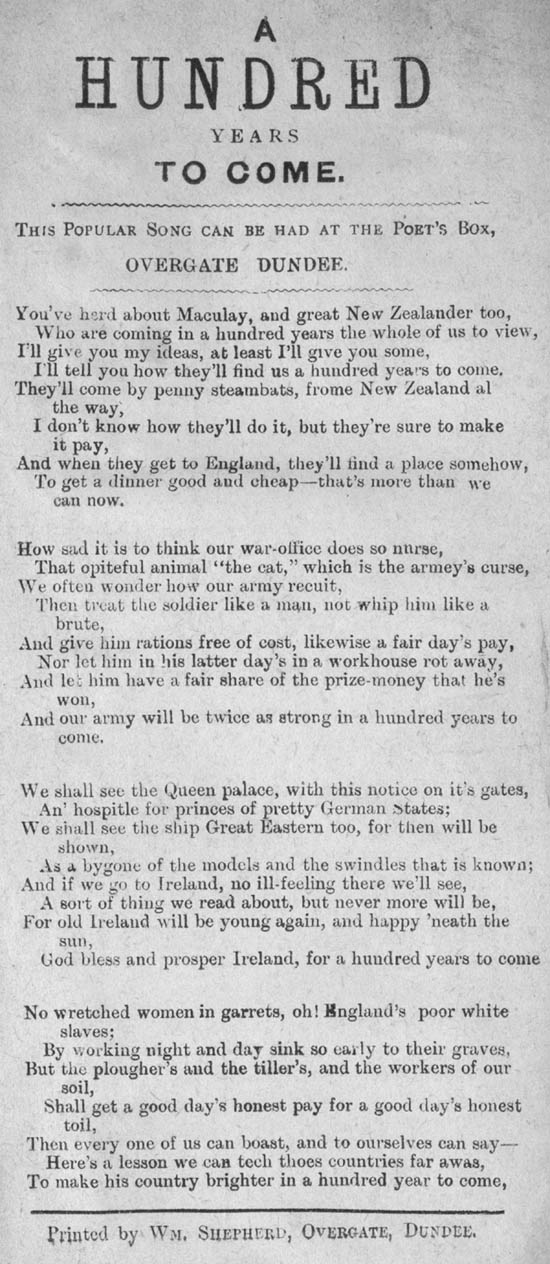 A
HUNDRED
YEARS
TO COME.
THIS POPULAR SONG CAN BE HAD AT THE POET'S BOX,
OVERGATE DUNDEE.
You've herd about Maculay, and great New Zealander too,
Who are coming in a hundred years the whole of us to view,
I'll give you my ideas, at least I'll give you some,
I'll tell you how they'll find us a hundred years to come.
They'll come by penny steambats, frome New Zealand al
the way,
I don't know how they'll do it, but they're sure to make
it pay,
And when they get to England, they'll find a place somehow,
To get a dinner good and cheap—that's more than we
can now.
How sad it is to think our war-office does so nurse,
That opiteful animal "the cat," which is the armey's curse,
We often wonder how our army recuit,
Then treat the soldier like a man, not whip him like a
brute,
And give him rations free of cost, likewise a fair day's pay,
Nor let him in his latter day's in a workhouse rot away,
And let him have a fair share of the prize-money that he's
won,
And our army will be twice as strong in a hundred years to
come.
We shall see the Queen palace, with this notice on it's gates,
An' hospitle for princes of pretty German States;
We shall see the ship Great Eastern too, for then will be
shown,
As a bygone of the models and the swindles that is known;
And if we go to Ireland, no ill-feeling there we'll see,
A sort of thing we read about, but never more will be,
For old Ireland will be young again, and happy 'neath the
sun,
God bless and prosper Ireland, for a hundred years to come
No wretched women in garrets, oh! England's poor white
slaves;
By working night and day sink so early to their graves,
But the plougher's and the tiller's, and the workers of our
soil,
Shall get a good day's honest pay for a good day's honest
toil,
Then every one of us can boast, and to ourselves can say—
Here's a lesson we can tech thoes countries far awas,
To make his country brighter in a hundred year to come,
Printed by WM. SHEPHERD, OVERGATE, DUNDEE.